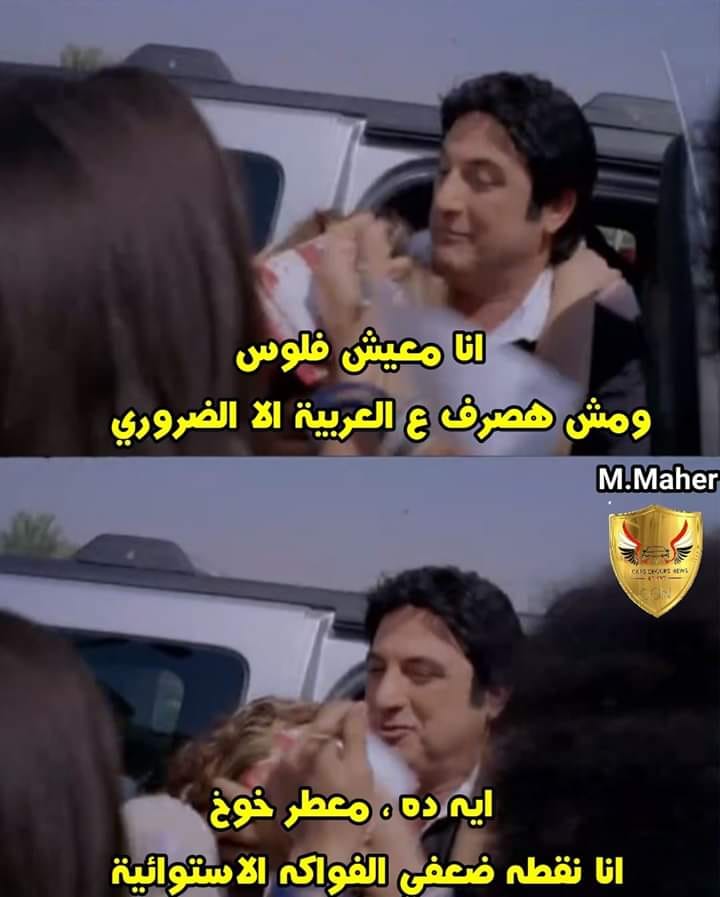 انا معيش فلوس
ومش هصرف ع العربية الا الضروري
M.Maher
ايه ده ، معطر خوخ
انا نقطه ضعفي الفواكه الاستوائية